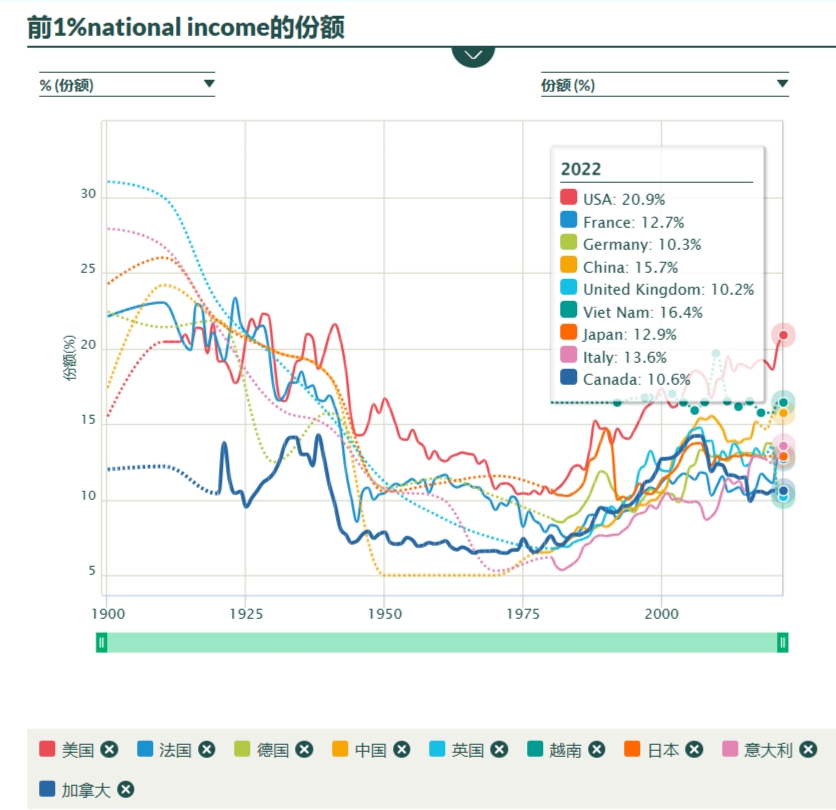 前1%national income的份额
% (份额)
份额 (%)
份额(%)
30
25
20
15
10
5
1900
1925
1950
1975
2000
2022
USA: 20.9%
France: 12.7%
Germany: 10.3%
China: 15.7%
United Kingdom: 10.2%
Viet Nam: 16.4%
Japan: 12.9%
Italy: 13.6%
Canada: 10.6%
美国 法国 德国 中国 英国 越南 日本 意大利
加拿大